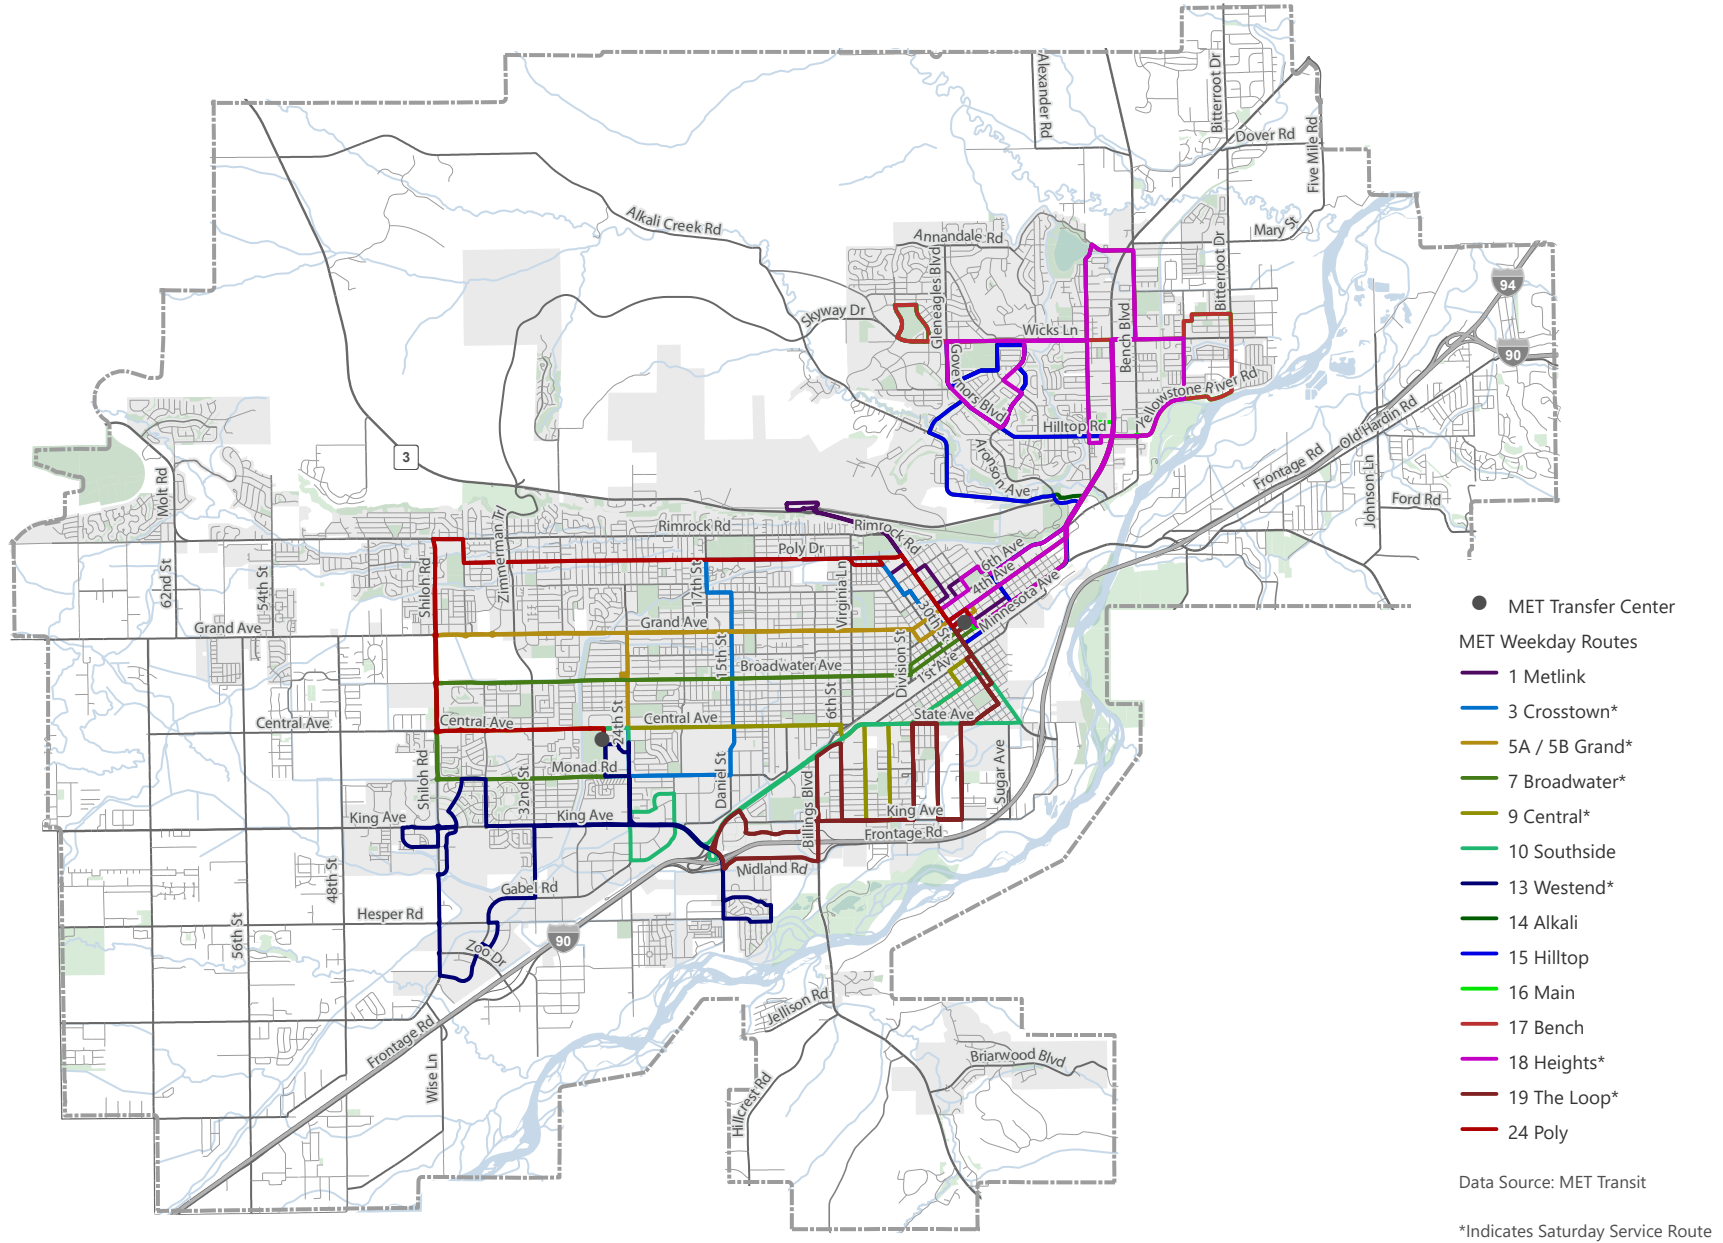 Alexander Rd
Bitterroot Dr
Dover Rd
Five Mile Rd
Alkali Creek Rd
Annandale Rd
Mary St
Bitterroot Dr
Gleneagles Blvd
94
Skyway Dr
Wicks Ln
Bench Blvd
90
Governors Blvd
Yellowstone River Rd
Hilltop Rd
Old Hardin Rd
3
Aronson Ave
Frontage Rd
Molt Rd
Johnson Ln
Ford Rd
Zimmerman Trl
Rimrock Rd
Rimrock Rd
Poly Dr
6th Ave
4th Ave
62nd St
54th St
Shiloh Rd
17th St
Virginia Ln
Minnesota Ave
MET Transfer Center
Grand Ave
Grand Ave
30th St
MET Weekday Routes
15th St
Broadwater Ave
Division St
1st Ave
1 Metlink
3 Crosstown*
Central Ave
Central Ave
24th St
Central Ave
6th St
State Ave
5A / 5B Grand*
Shiloh Rd
32nd St
Monad Rd
Daniel St
Billings Blvd
Sugar Ave
7 Broadwater*
King Ave
King Ave
King Ave
9 Central*
Frontage Rd
10 Southside
48th St
Gabel Rd
Midland Rd
13 Westend*
56th St
Hesper Rd
14 Alkali
Zoo Dr
90
15 Hilltop
16 Main
Jellison Rd
17 Bench
Frontage Rd
Wise Ln
Briarwood Blvd
18 Heights*
Hillcrest Rd
19 The Loop*
24 Poly
Data Source: MET Transit
*Indicates Saturday Service Route